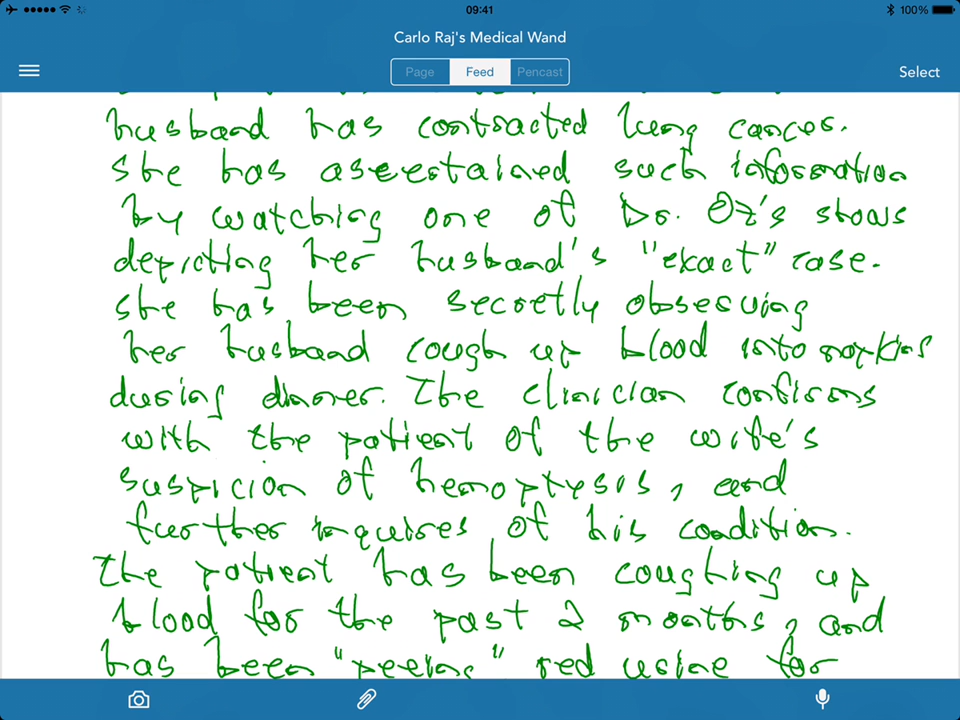 09:41
100%
Carlo Raj's Medical Wand
Page Feed Pencast
Select
husband has contracted lung cancer.
She has asceertained such information
by watching one of Dr. Oz's shows
depicting her husband's "exact" case.
She has been secretly observing
her husband cough up blood into napkins
during dinner. The clinician confirms
with the patient of the wife's
suspicion of hemoptysis, and
further inquires of his condition.
The patient has been coughing up
blood for the past 2 months, and
has been "peeing" red urine for